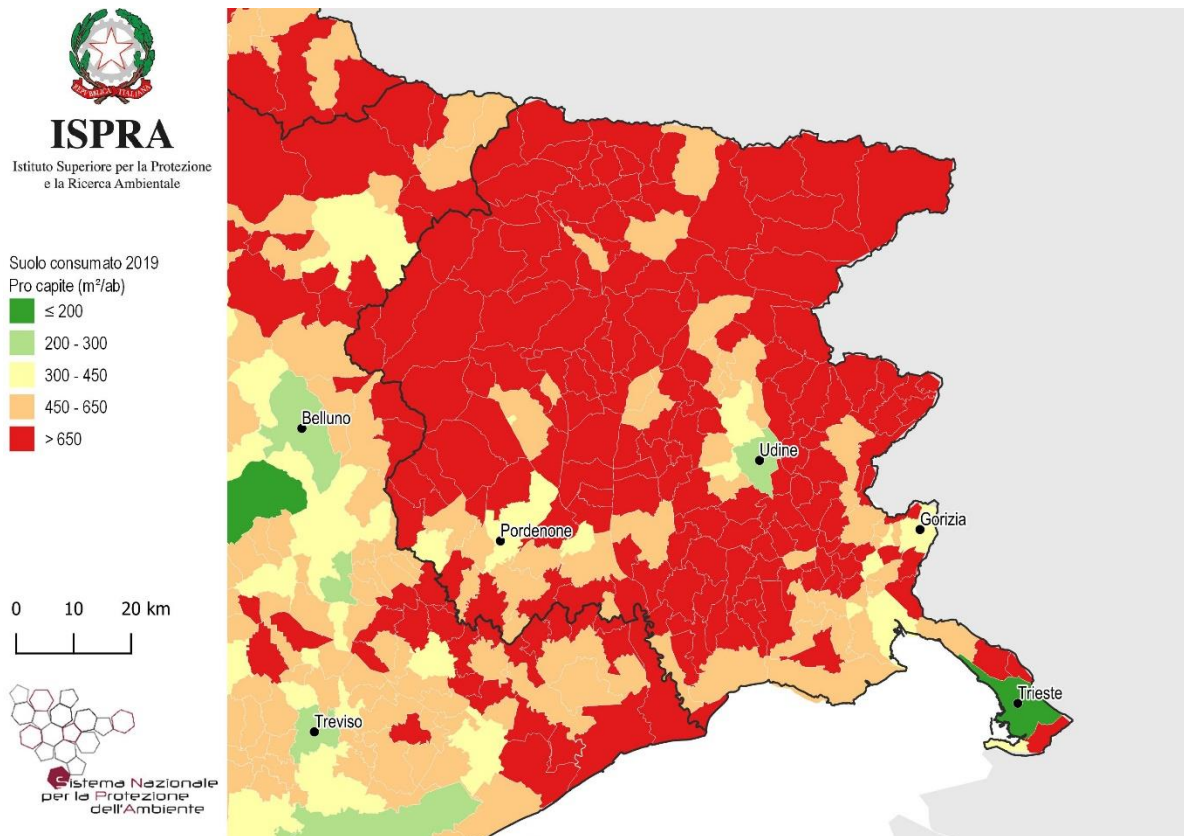 REPVBBLICA ITALIANA
ISPRA
Istituto Superiore per la Protezione
e la Ricerca Ambientale
Suolo consumato 2019
Pro capite (m²/ab)
≤ 200
200 - 300
300 - 450
450 - 650
> 650
0 10 20 km
Sistema Nazionale
per la Protezione
dell'Ambiente
Belluno
Udine
Pordenone
Gorizia
Trieste
Treviso